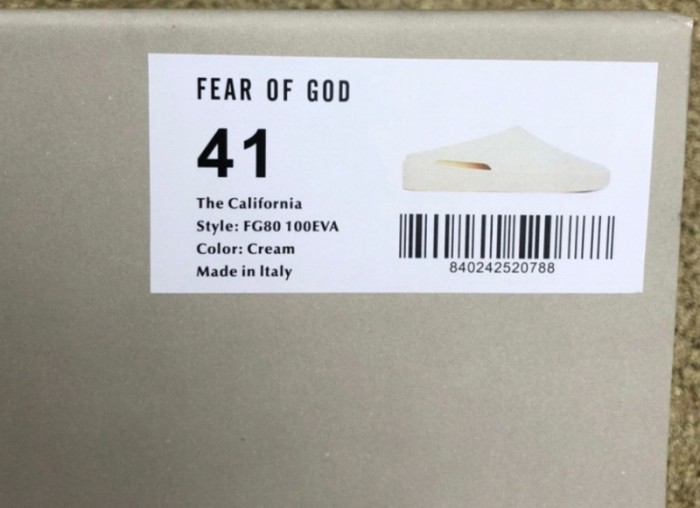 FEAR OF GOD
41
The California
Style: FG80 100EVA
Color: Cream
Made in Italy
840242520788